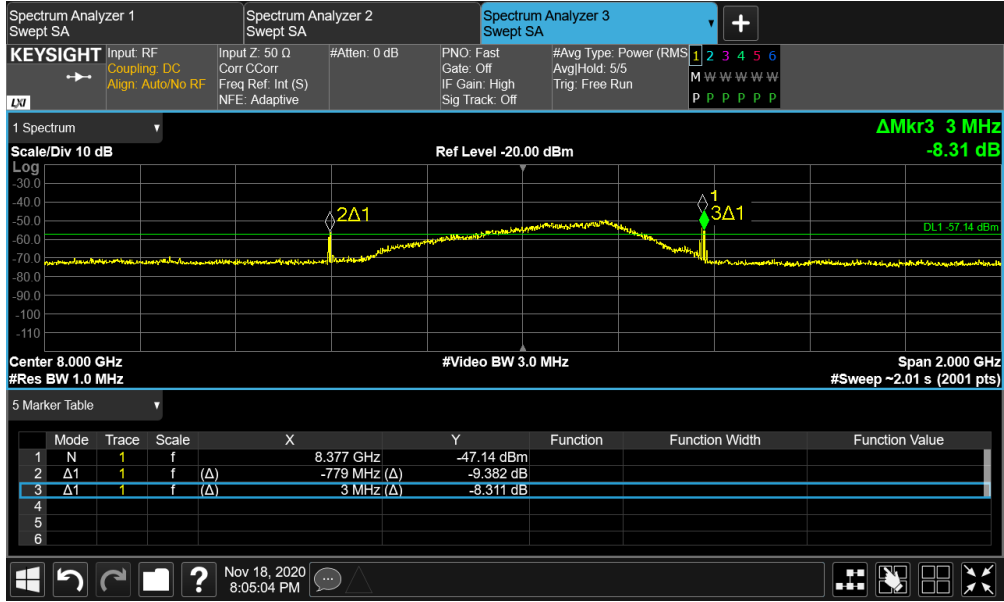 Spectrum Analyzer 1
Swept SA
Spectrum Analyzer 2
Swept SA
Spectrum Analyzer 3
Swept SA
KEYSIGHT
LXI
Input: RF
Coupling: DC
Align: Auto/No RF
Input Z: 50 Ω
Corr CCorr
Freq Ref: Int (S)
NFE: Adaptive
#Atten: 0 dB
PNO: Fast
Gate: Off
IF Gain: High
Sig Track: Off
#Avg Type: Power (RMS
Avg|Hold: 5/5
Trig: Free Run
1 2 3 4 5 6
M W W W W W
P P P P P P
1 Spectrum
ΔMkr3 3 MHz
Scale/Div 10 dB
Ref Level -20.00 dBm
-8.31 dB
Log
-30.0
-40.0
-50.0
-60.0
-70.0
-80.0
-90.0
-100
-110
2Δ1
1
3Δ1
DL1 -57.14 dBm
Center 8.000 GHz
#Video BW 3.0 MHz
Span 2.000 GHz
#Res BW 1.0 MHz
#Sweep ~2.01 s (2001 pts)
5 Marker Table
Mode Trace Scale X Y Function Function Width Function Value
1 N 1 f 8.377 GHz -47.14 dBm
2 Δ1 1 f (Δ) -779 MHz (Δ) -9.382 dB
3 Δ1 1 f (Δ) 3 MHz (Δ) -8.311 dB
4
5
6
?
Nov 18, 2020
8:05:04 PM